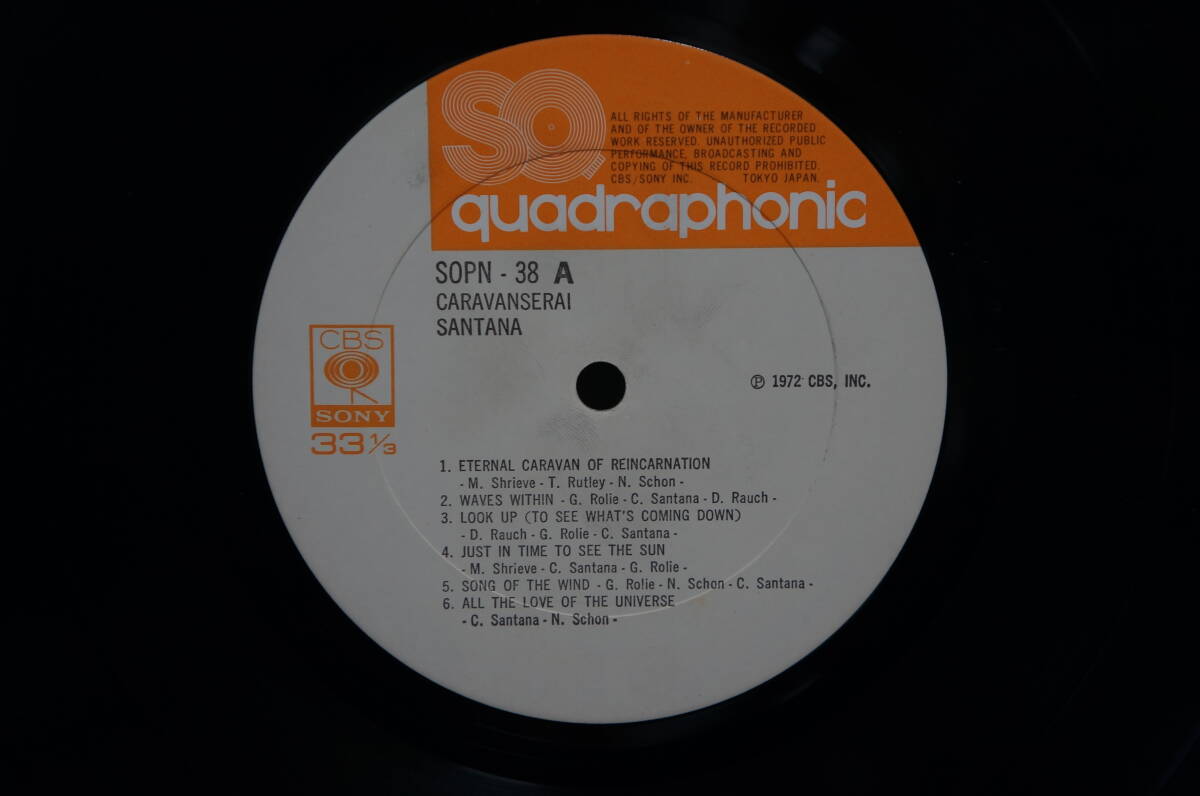 SQ
ALL RIGHTS OF THE MANUFACTURER
AND OF THE OWNER OF THE RECORDED
WORK RESERVED. UNAUTHORIZED PUBLIC
PERFORMANCE, BROADCASTING AND
COPYING OF THIS RECORD PROHIBITED.
CBS/SONY INC. TOKYO JAPAN.
quadraphonic
SOPN - 38 A
CARAVANSERAI
SANTANA
CBS
SONY
33 1/3
℗ 1972 CBS, INC.
1. ETERNAL CARAVAN OF REINCARNATION
- M. Shrieve - T. Rutley - N. Schon -
2. WAVES WITHIN - G. Rolie - C. Santana - D. Rauch -
3. LOOK UP (TO SEE WHAT'S COMING DOWN)
- D. Rauch - G. Rolie - C. Santana -
4. JUST IN TIME TO SEE THE SUN
- M. Shrieve - C. Santana - G. Rolie -
5. SONG OF THE WIND - G. Rolie - N. Schon - C. Santana -
6. ALL THE LOVE OF THE UNIVERSE
- C. Santana - N. Schon -